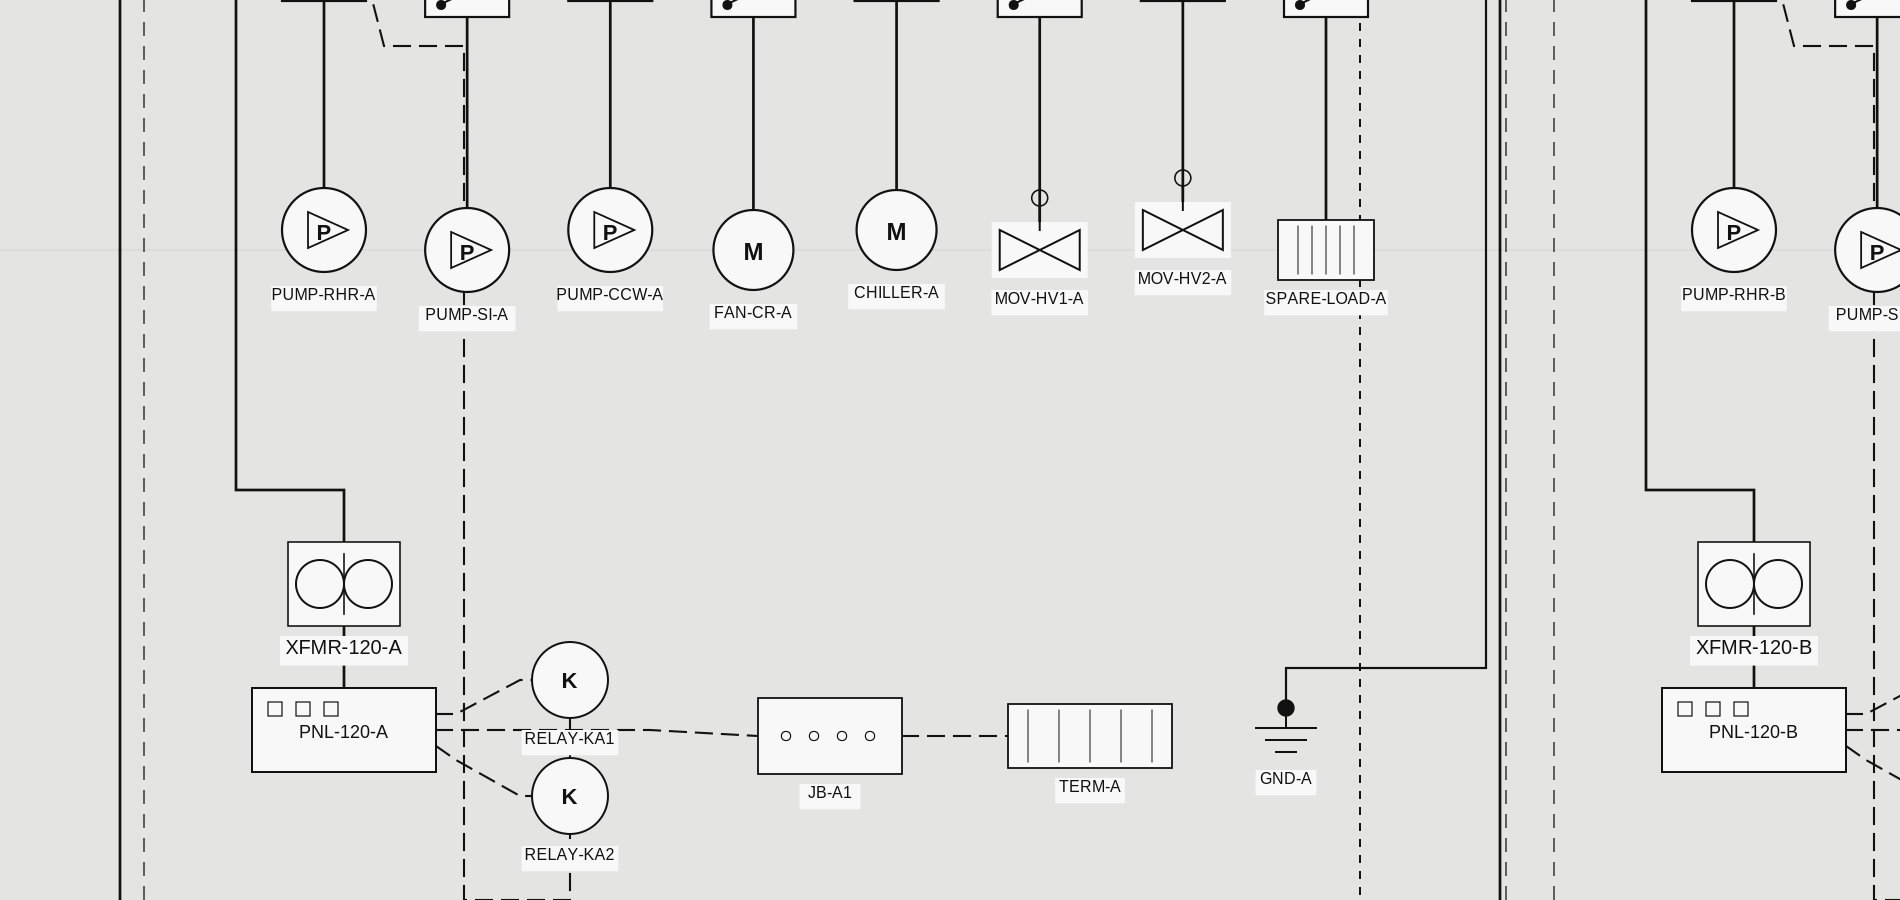 P
P
P
M
M
P
P
PUMP-RHR-A
PUMP-SI-A
PUMP-CCW-A
FAN-CR-A
CHILLER-A
MOV-HV1-A
MOV-HV2-A
SPARE-LOAD-A
PUMP-RHR-B
PUMP-S
XFMR-120-A
XFMR-120-B
K
PNL-120-A
RELAY-KA1
K
RELAY-KA2
JB-A1
TERM-A
GND-A
PNL-120-B